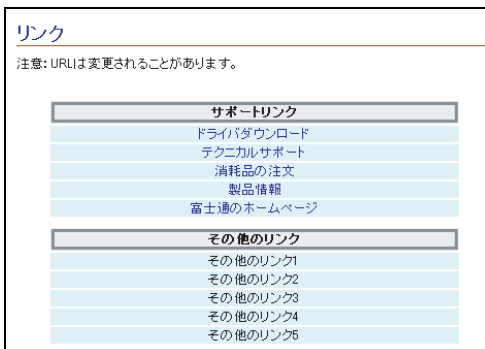 リンク
注意: URLは変更されることがあります。
サポートリンク
ドライバダウンロード
テクニカルサポート
消耗品の注文
製品情報
富士通のホームページ
その他のリンク
その他のリンク1
その他のリンク2
その他のリンク3
その他のリンク4
その他のリンク5